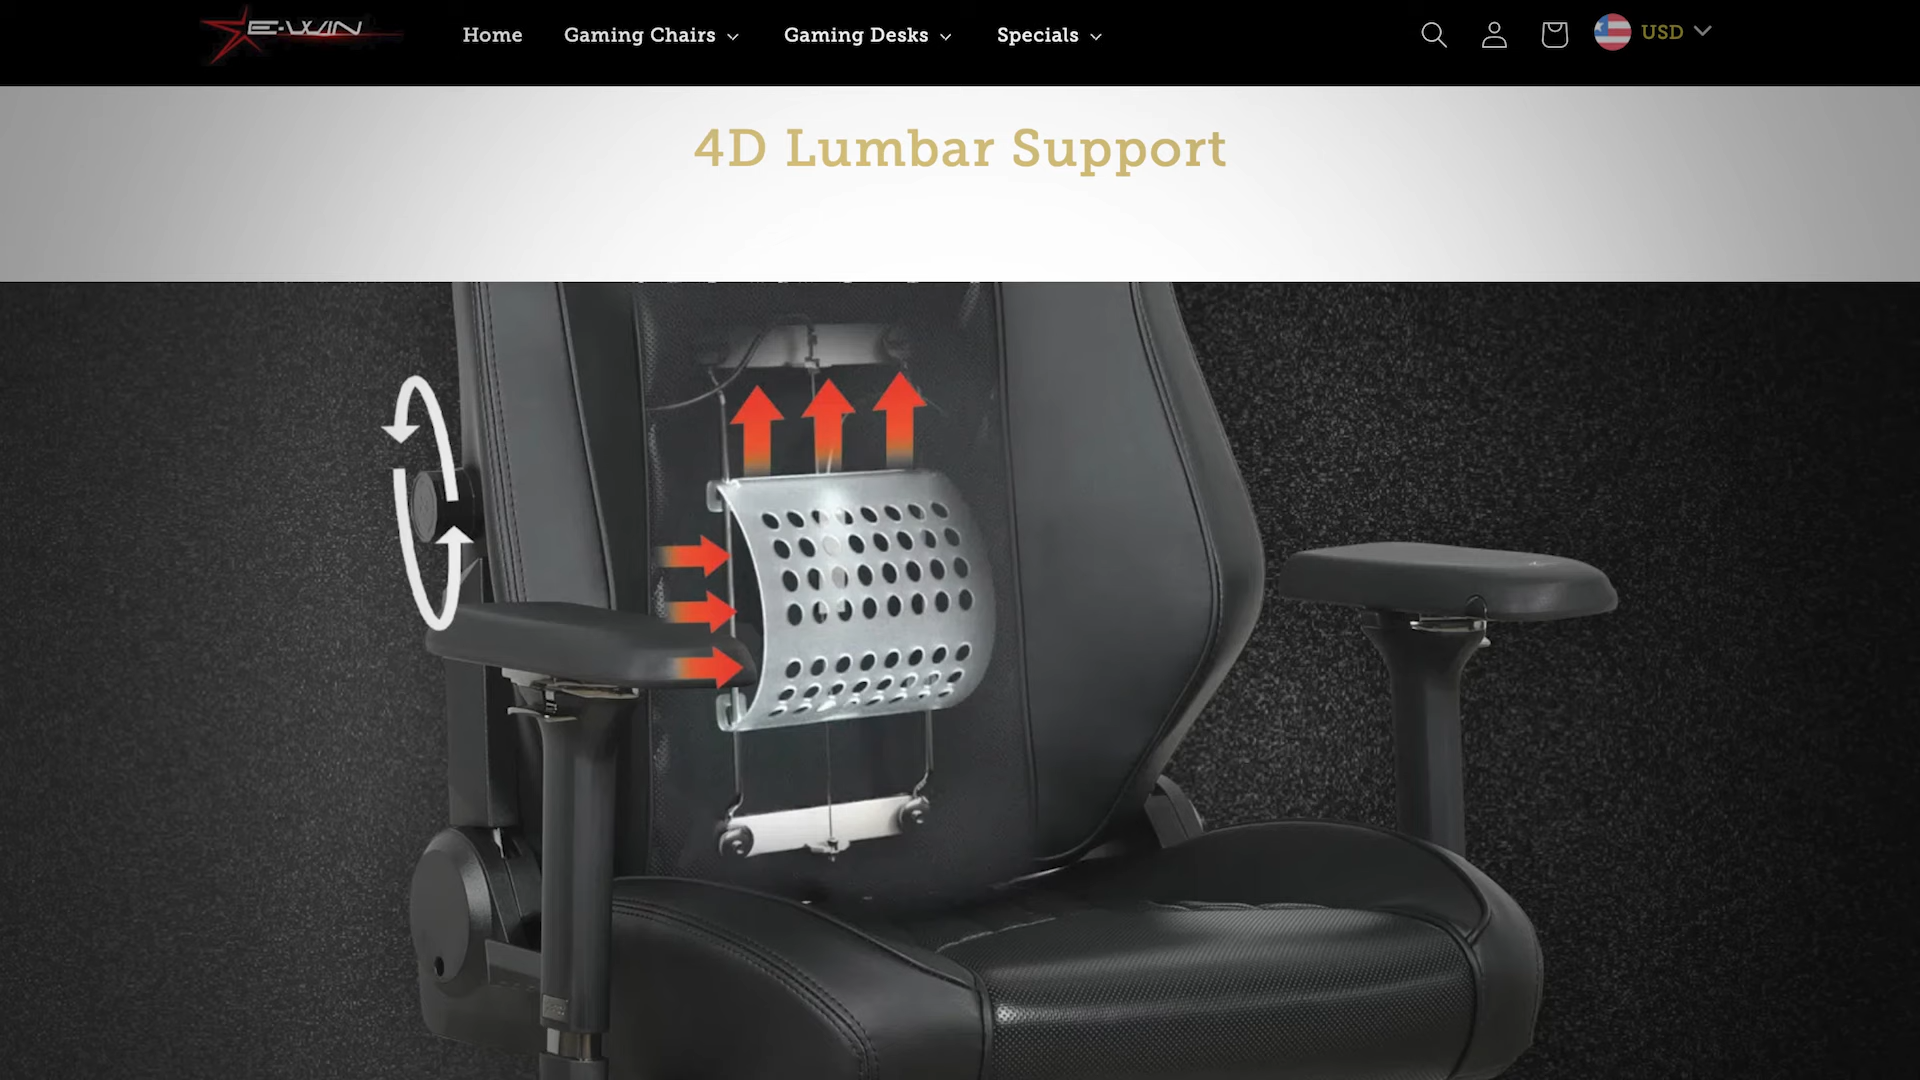 E-WIN
Home
Gaming Chairs
Gaming Desks
Specials
USD
4D Lumbar Support